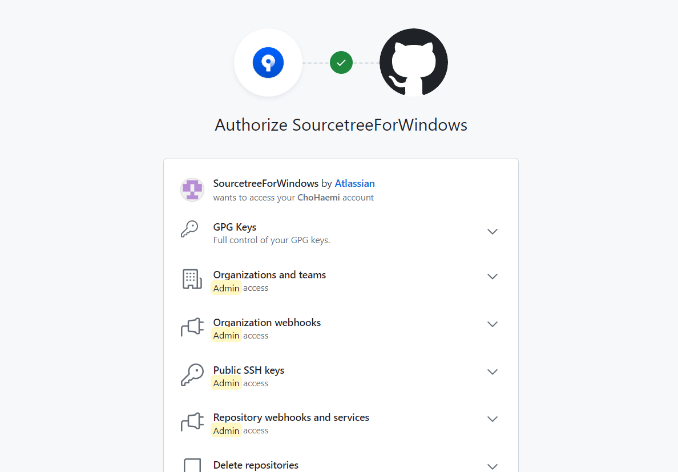 Authorize SourcetreeForWindows
SourcetreeForWindows by Atlassian
wants to access your ChoHaemi account
GPG Keys
Full control of your GPG keys.
Organizations and teams
Admin access
Organization webhooks
Admin access
Public SSH keys
Admin access
Repository webhooks and services
Admin access
Delete repositories